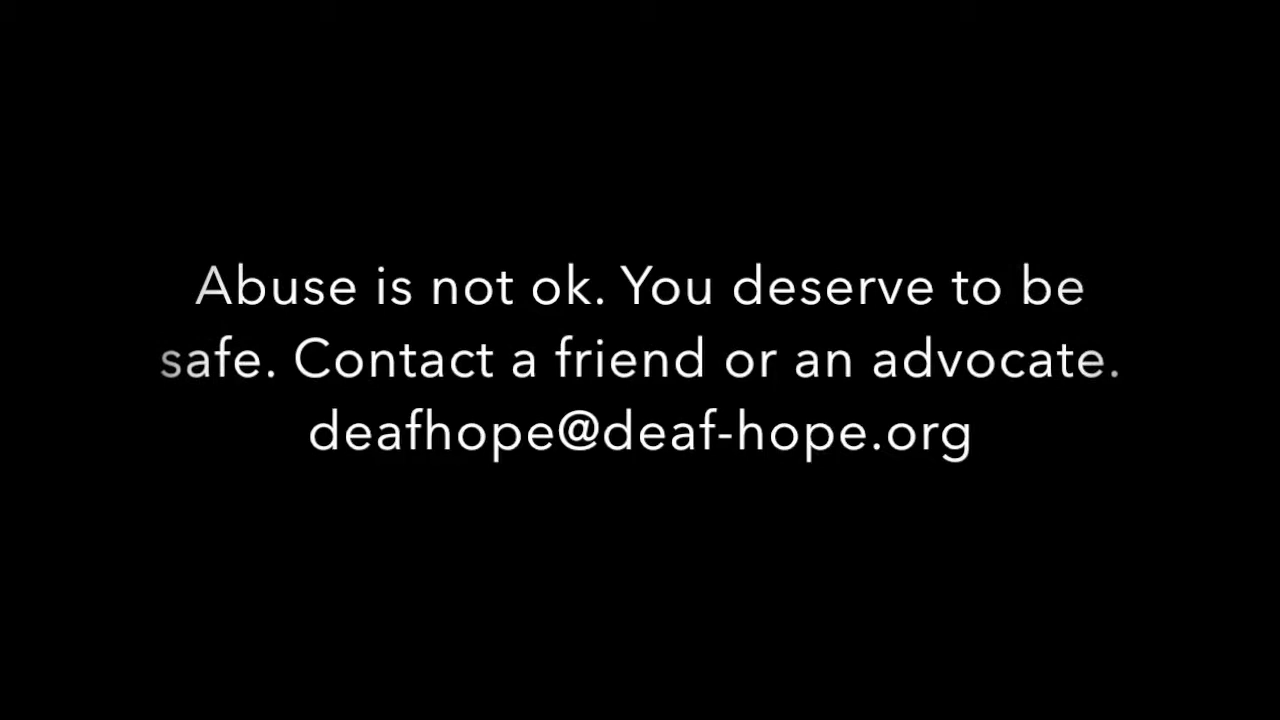 Abuse is not ok. You deserve to be
safe. Contact a friend or an advocate.
deafhope@deaf-hope.org